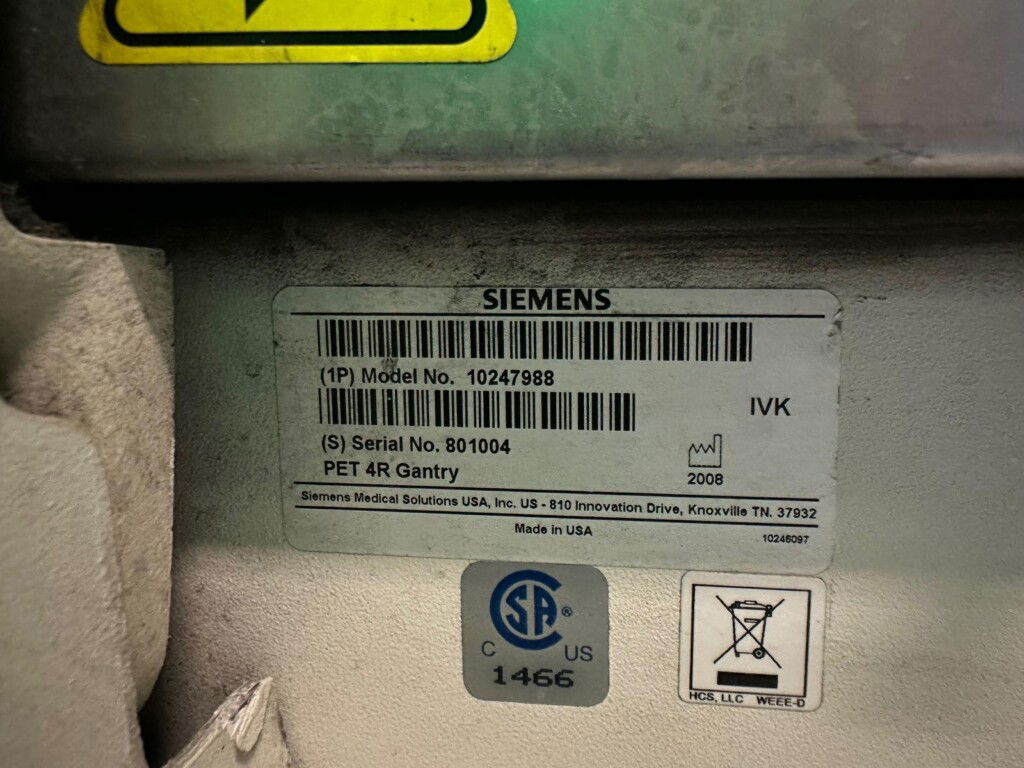 SIEMENS
(1P) Model No. 10247988
IVK
(S) Serial No. 801004
PET 4R Gantry
2008
Siemens Medical Solutions USA, Inc. US - 810 Innovation Drive, Knoxville TN. 37932
Made in USA
10246097
CSA®
C US
1466
HCS, LLC WEEE-D